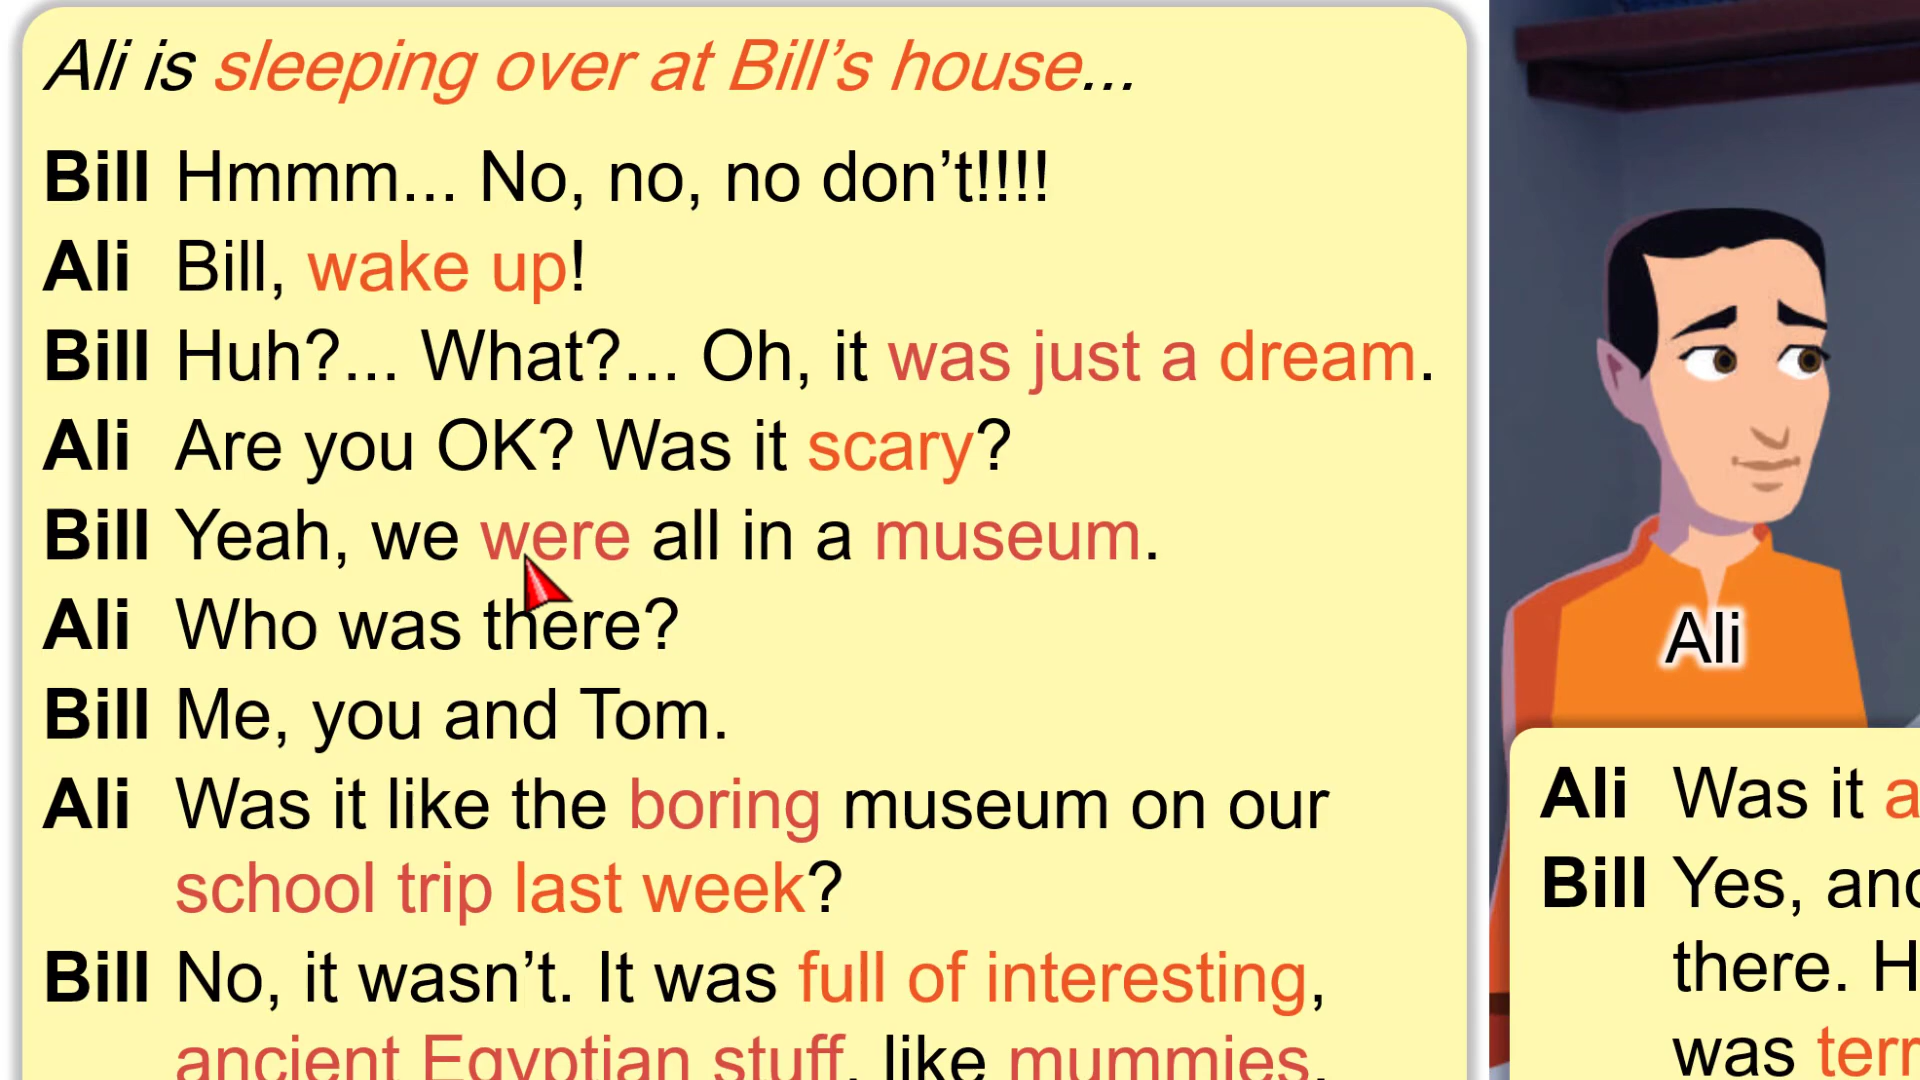 Ali is sleeping over at Bill’s house...
Bill Hmmm... No, no, no don’t!!!!
Ali Bill, wake up!
Bill Huh?... What?... Oh, it was just a dream.
Ali Are you OK? Was it scary?
Bill Yeah, we were all in a museum.
Ali Who was there?
Bill Me, you and Tom.
Ali Was it like the boring museum on our
school trip last week?
Bill No, it wasn’t. It was full of interesting,
ancient Egyptian stuff, like mummies.
Ali
Ali Was it
Bill Yes,
there.
was